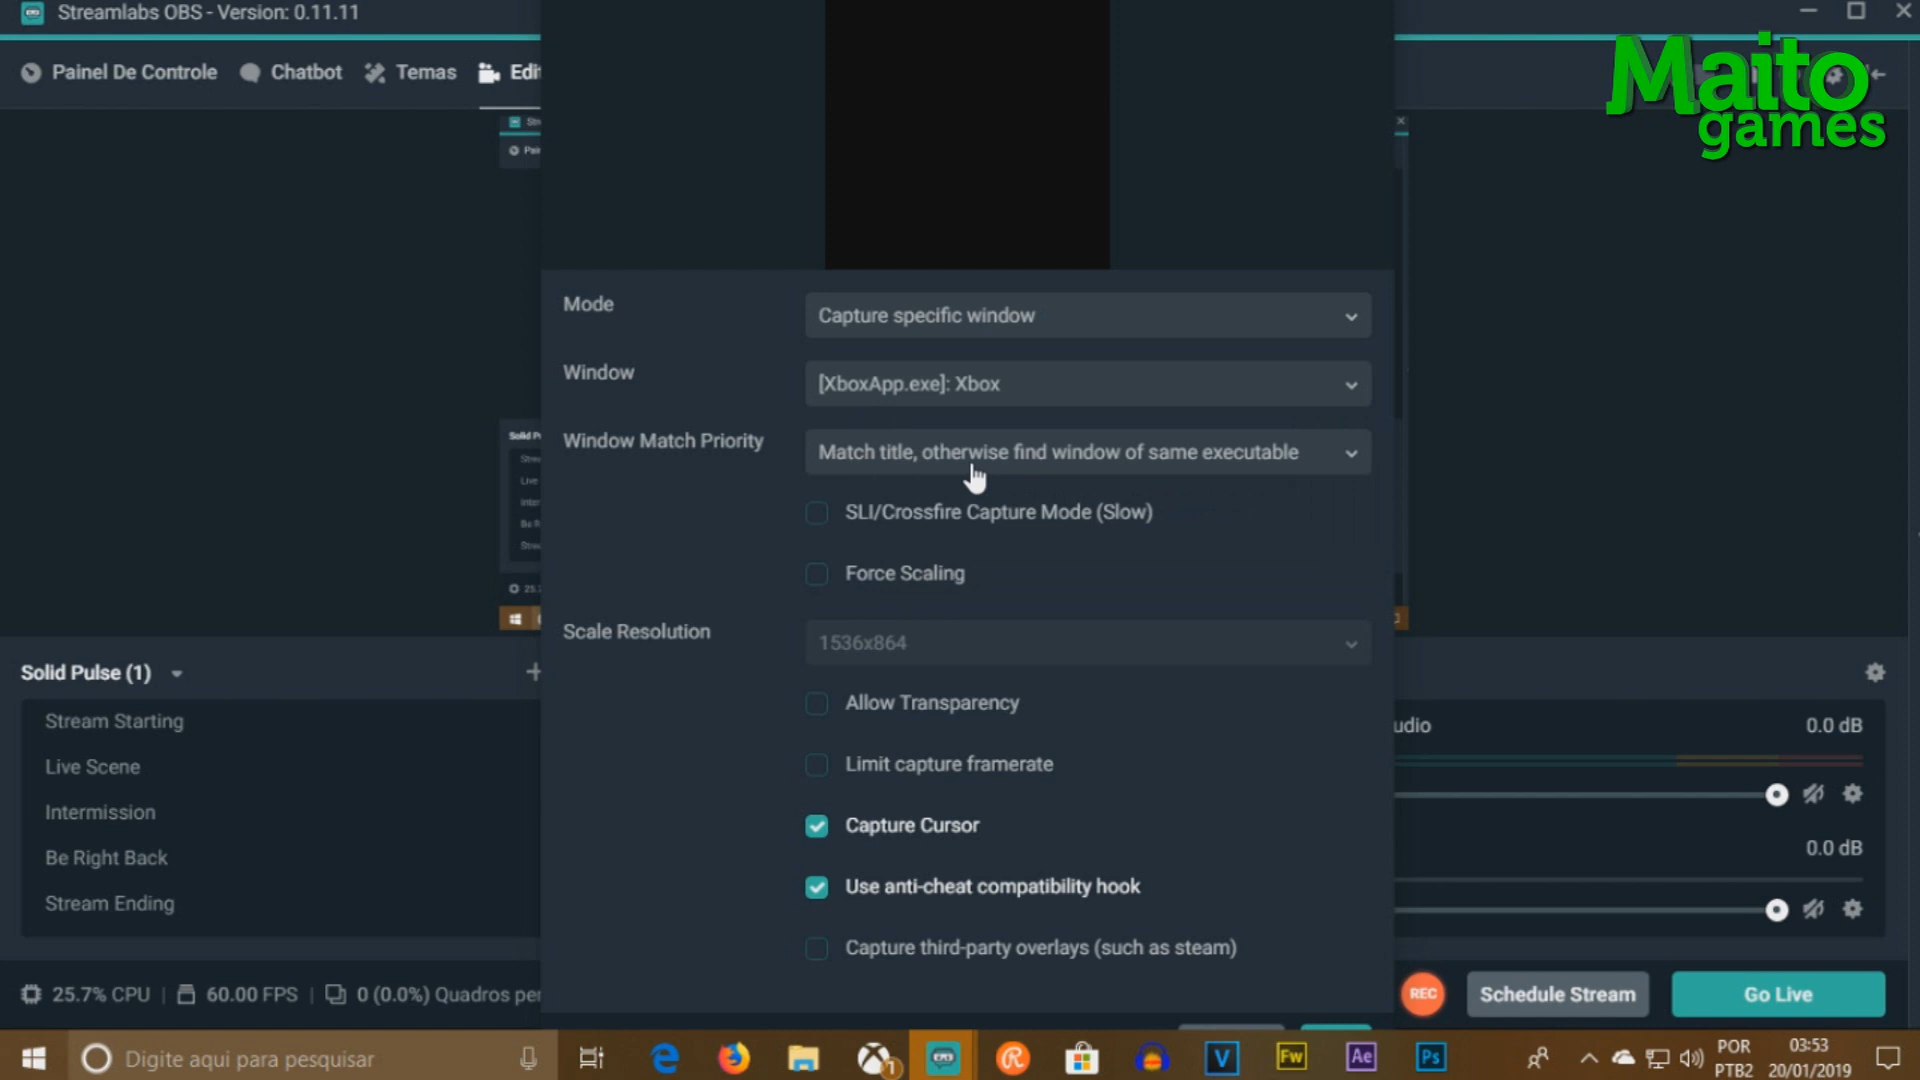 Streamlabs OBS - Version: 0.11.11
Painel De Controle
Chatbot
Temas
Edit
Maito
games
Mode
Capture specific window
Window
[XboxApp.exe]: Xbox
Window Match Priority
Match title, otherwise find window of same executable
SLI/Crossfire Capture Mode (Slow)
Force Scaling
Scale Resolution
1536x864
Allow Transparency
Limit capture framerate
Capture Cursor
Use anti-cheat compatibility hook
Capture third-party overlays (such as steam)
Solid Pulse (1)
Stream Starting
Live Scene
Intermission
Be Right Back
Stream Ending
udio
0.0 dB
0.0 dB
25.7% CPU | 60.00 FPS | 0 (0.0%) Quadros per
REC
Schedule Stream
Go Live
Digite aqui para pesquisar
1
V
Fw
Ae
Ps
POR
PTB2
03:53
20/01/2019